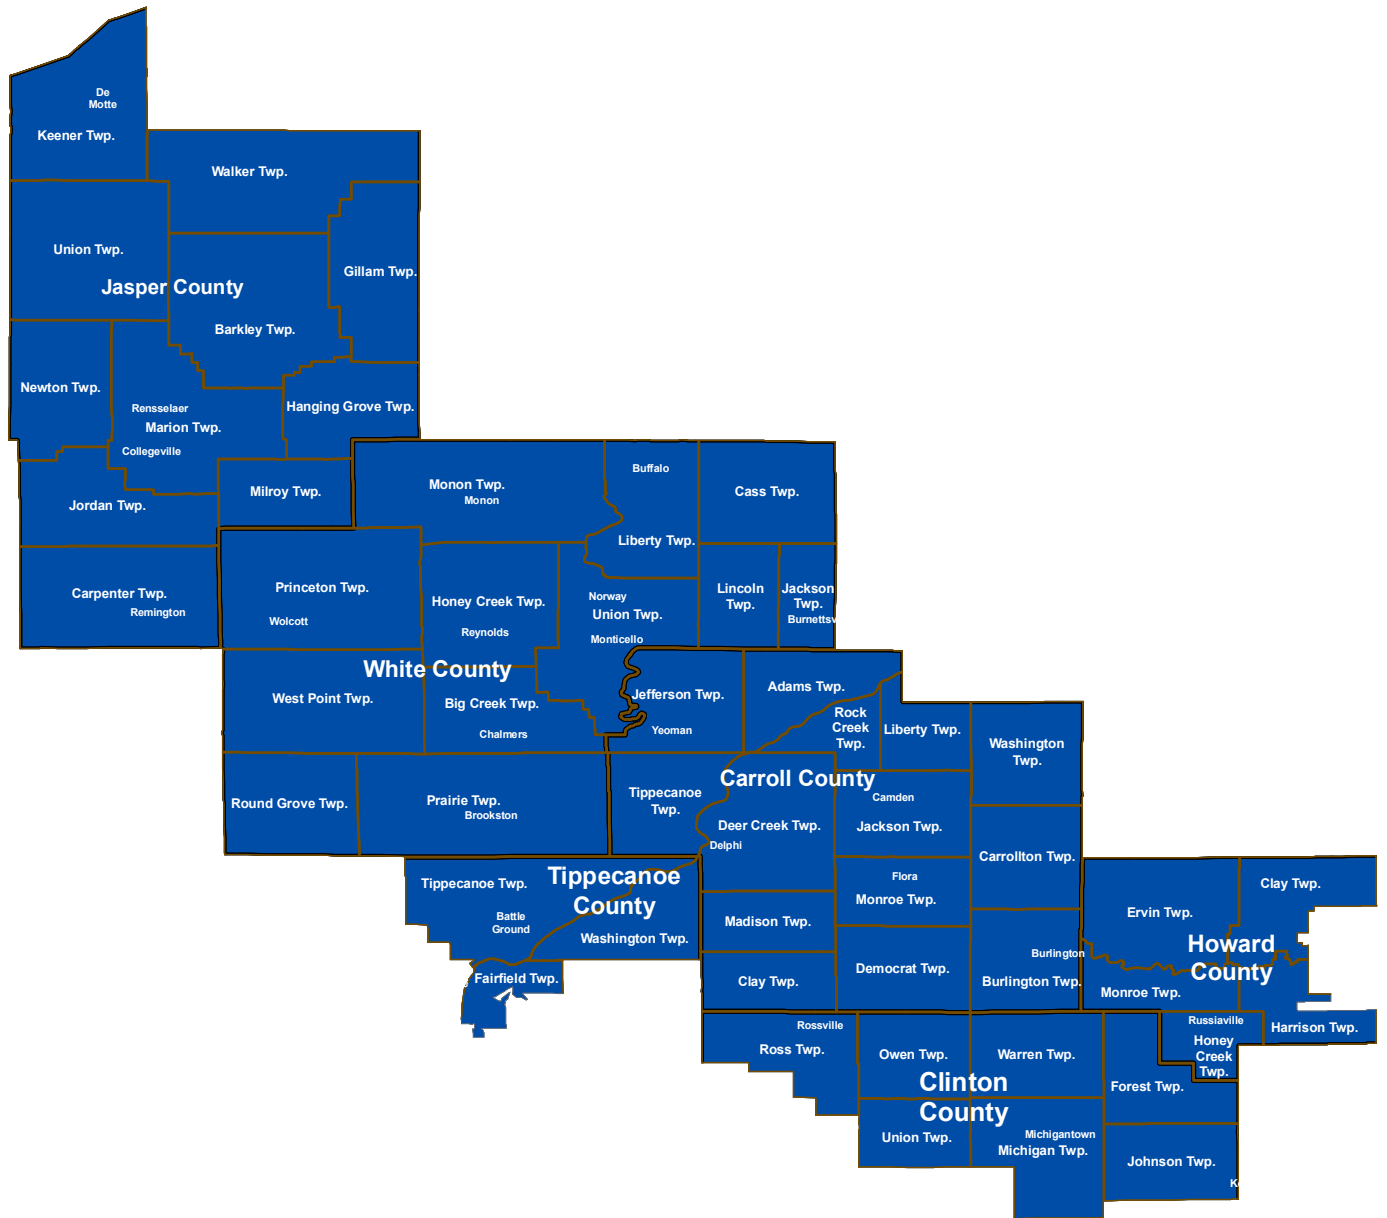 De
Motte
Keener Twp.
Walker Twp.
Union Twp.
Gillam Twp.
Jasper County
Barkley Twp.
Newton Twp.
Hanging Grove Twp.
Rensselaer
Marion Twp.
Collegeville
Milroy Twp.
Jordan Twp.
Carpenter Twp.
Remington
Monon Twp.
Monon
Buffalo
Cass Twp.
Liberty Twp.
Princeton Twp.
Wolcott
Honey Creek Twp.
Reynolds
Norway
Union Twp.
Monticello
Lincoln
Twp.
Jackson
Twp.
Burnettsv
White County
West Point Twp.
Big Creek Twp.
Chalmers
Round Grove Twp.
Prairie Twp.
Brookston
Jefferson Twp.
Yeoman
Adams Twp.
Rock
Creek
Twp.
Liberty Twp.
Washington
Twp.
Carroll County
Tippecanoe
Twp.
Deer Creek Twp.
Delphi
Camden
Jackson Twp.
Carrollton Twp.
Flora
Monroe Twp.
Madison Twp.
Clay Twp.
Democrat Twp.
Burlington
Burlington Twp.
Tippecanoe
County
Tippecanoe Twp.
Battle
Ground
Washington Twp.
Fairfield Twp.
Clay Twp.
Ervin Twp.
Howard
County
Monroe Twp.
Russiaville
Honey
Creek
Twp.
Harrison Twp.
Rossville
Ross Twp.
Owen Twp.
Warren Twp.
Clinton
County
Forest Twp.
Union Twp.
Michigantown
Michigan Twp.
Johnson Twp.